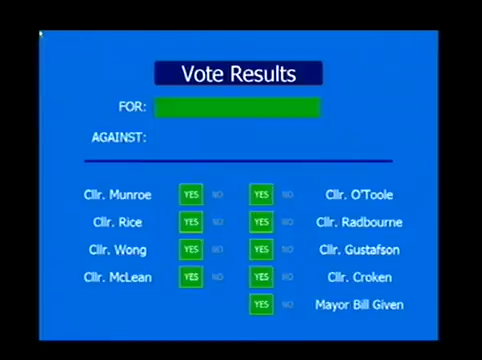 Vote Results
FOR:
AGAINST:
Cllr. Munroe YES NO YES NO Cllr. O'Toole
Cllr. Rice YES NO YES NO Cllr. Radbourne
Cllr. Wong YES NO YES NO Cllr. Gustafson
Cllr. McLean YES NO YES NO Cllr. Croken
YES NO Mayor Bill Given